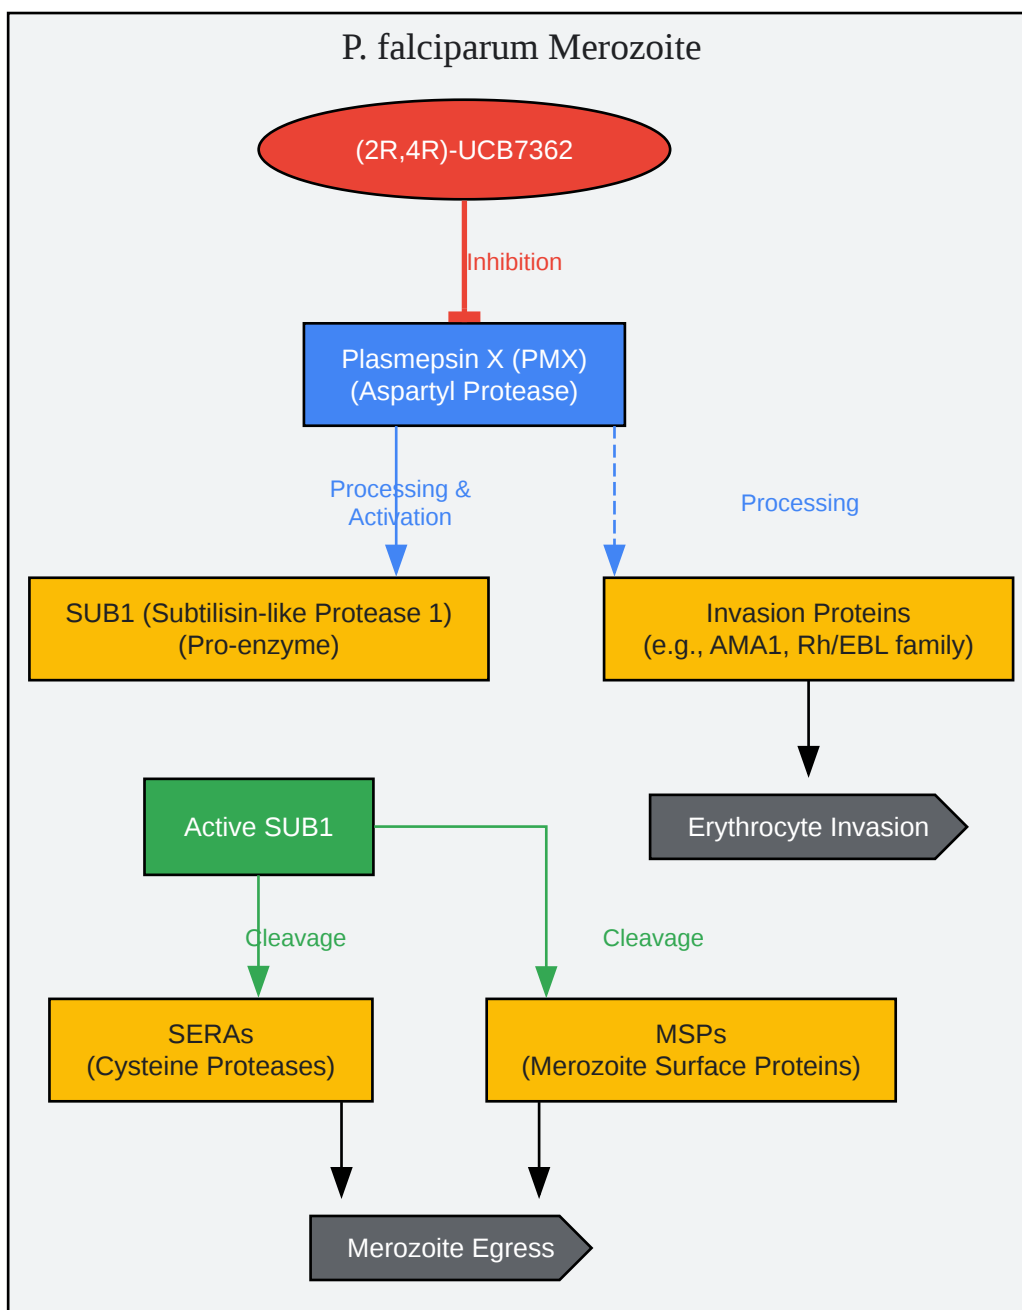 P. falciparum Merozoite
(2R,4R)-UCB7362
Inhibition
Plasmepsin X (PMX)
(Aspartyl Protease)
Processing &
Activation
Processing
SUB1 (Subtilisin-like Protease 1)
(Pro-enzyme)
Invasion Proteins
(e.g., AMA1, Rh/EBL family)
Active SUB1
Erythrocyte Invasion
Cleavage
Cleavage
SERAs
(Cysteine Proteases)
MSPs
(Merozoite Surface Proteins)
Merozoite Egress